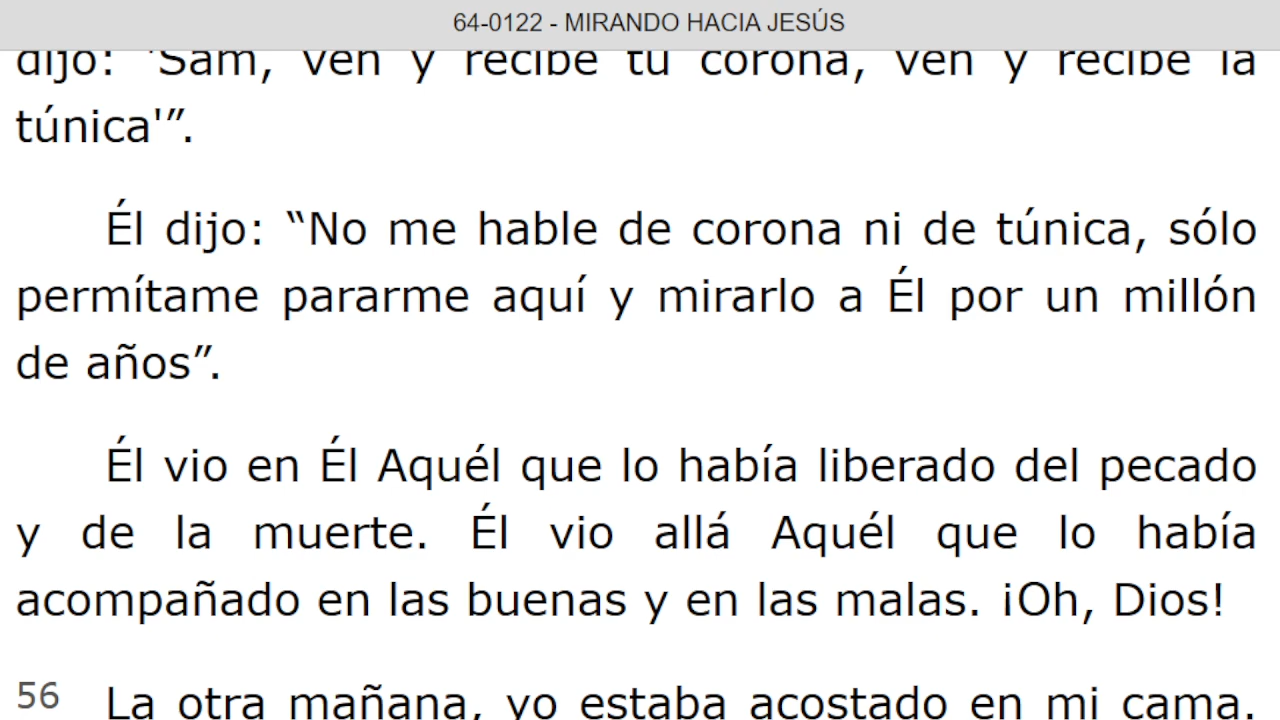 64-0122 - MIRANDO HACIA JESÚS
dijo: 'Sam, ven y recibe tu corona, ven y recibe la
túnica'”.
Él dijo: “No me hable de corona ni de túnica, sólo
permítame pararme aquí y mirarlo a Él por un millón
de años”.
Él vio en Él Aquél que lo había liberado del pecado
y de la muerte. Él vio allá Aquél que lo había
acompañado en las buenas y en las malas. ¡Oh, Dios!
56 La otra mañana, yo estaba acostado en mi cama.